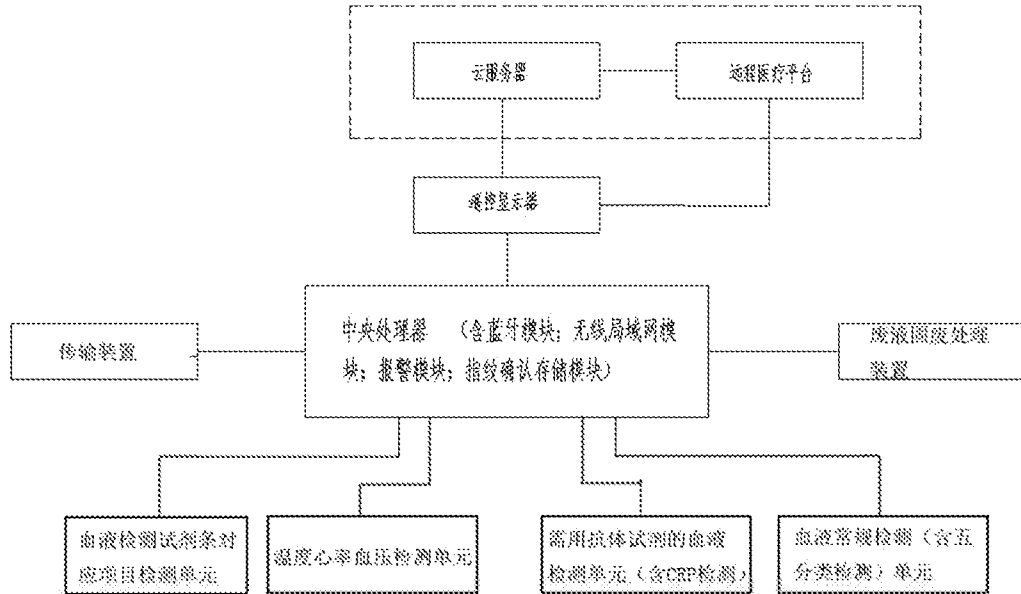 云服务器
远程医疗平台
遥控显示器
中央处理器 （含蓝牙模块；无线局域网模
块；报警模块；指纹确认存储模块）
传输装置
废液固废处理
装置
血液检测试剂条对
应项目检测单元
温度心率血压检测单元
需用抗体试剂的血液
检测单元（含CRP检测）
血液常规检测（含五
分类检测）单元